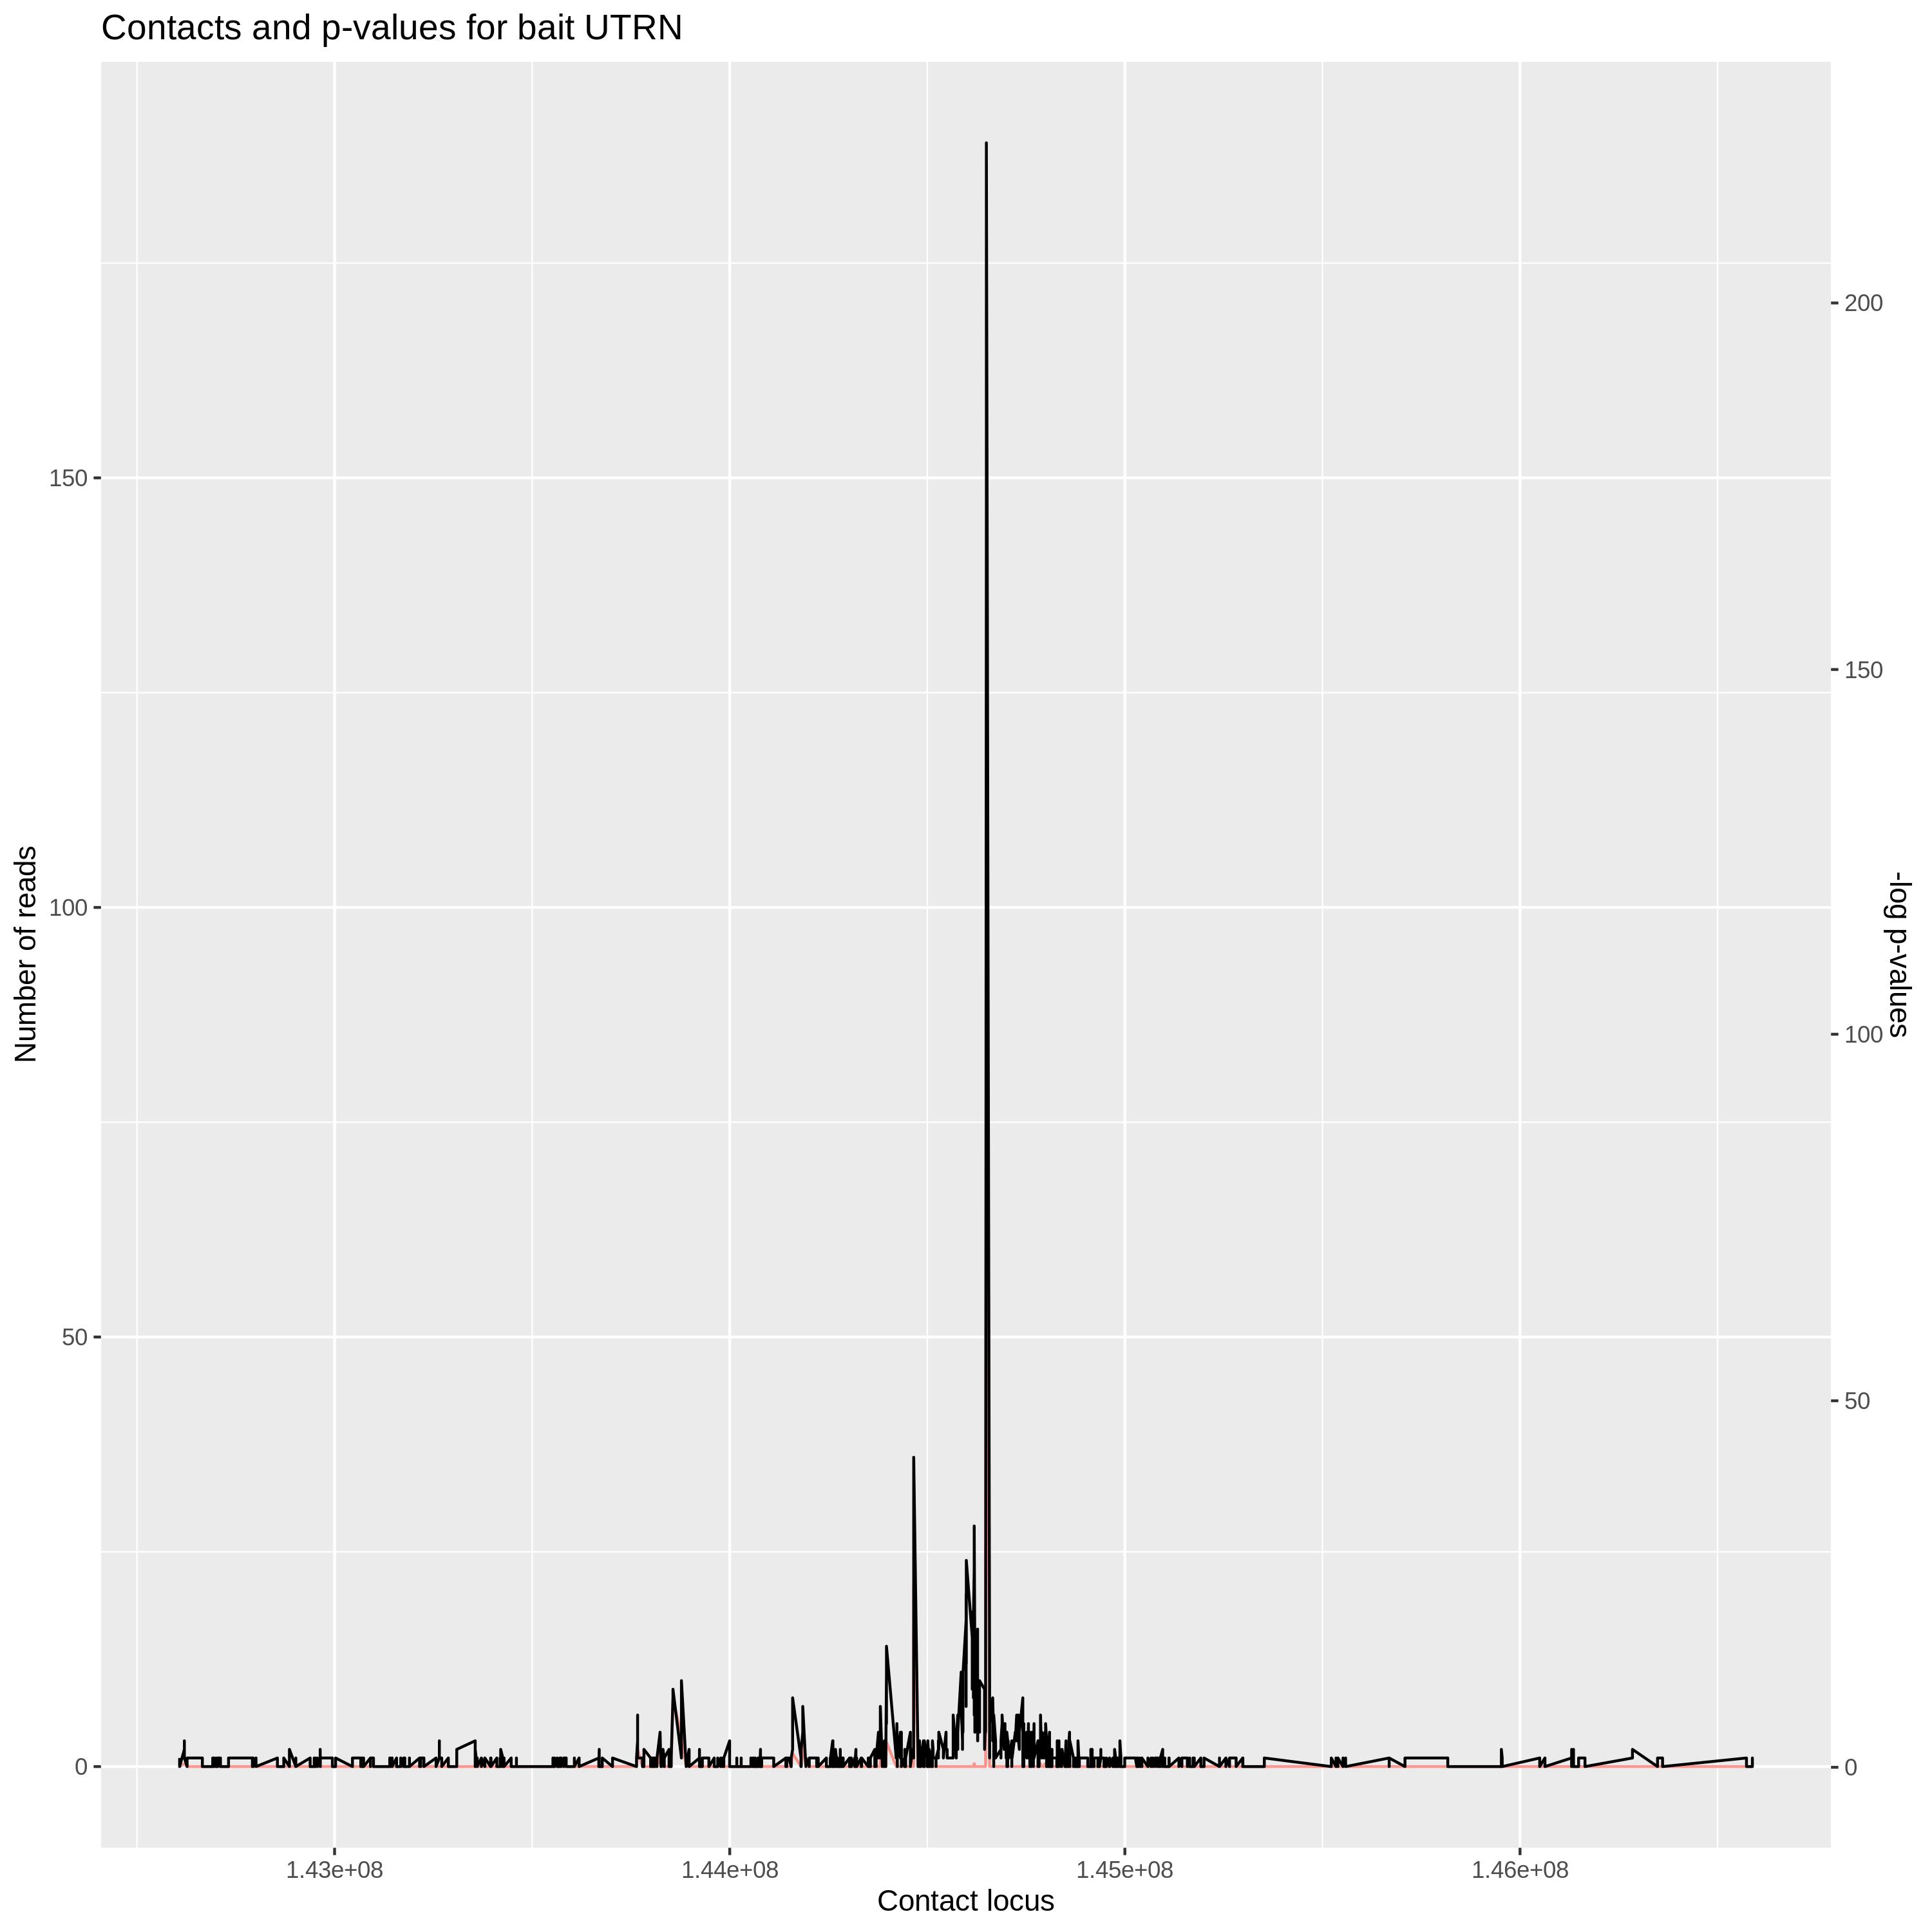 Contacts and p-values for bait UTRN
Number of reads
150
100
50
0
200
150
100
50
0
-log p-values
1.43e+08
1.44e+08
1.45e+08
1.46e+08
Contact locus